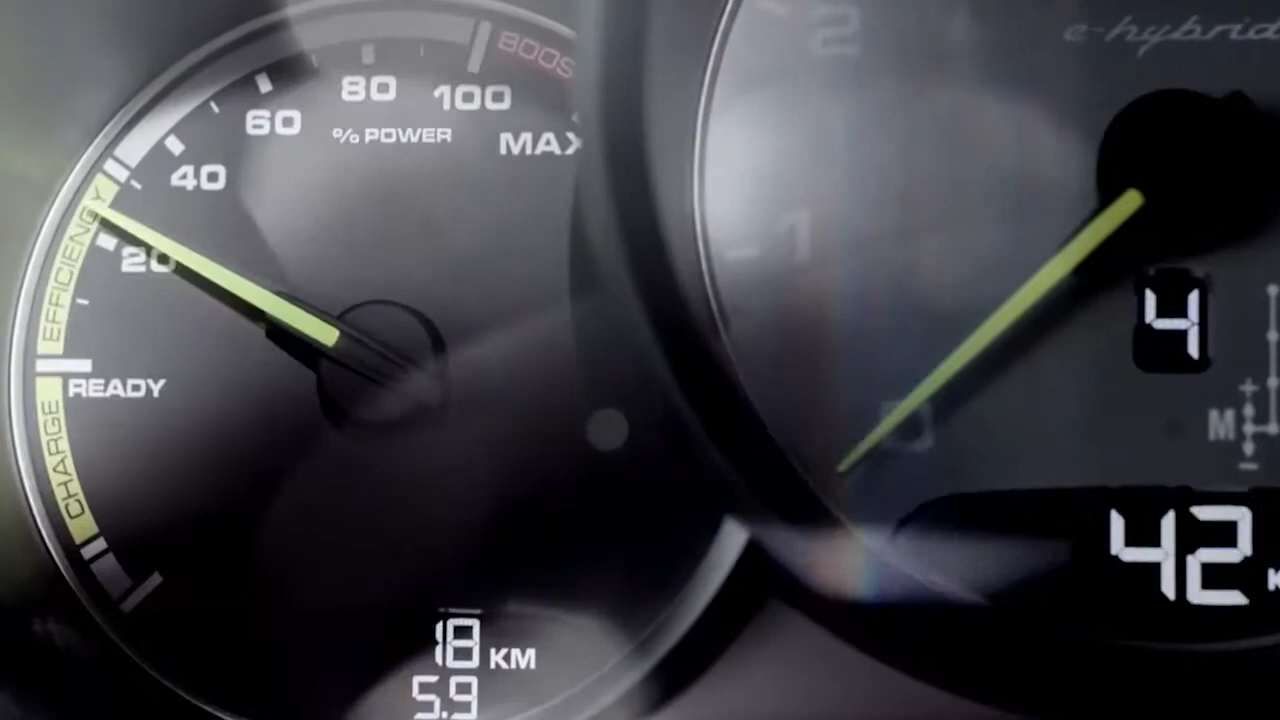 BOOS
80
100
60
% POWER
MAX
40
EFFICIENCY
20
READY
CHARGE
18 KM
5.9
e-hybrid
2
1
4
M
+
-
42